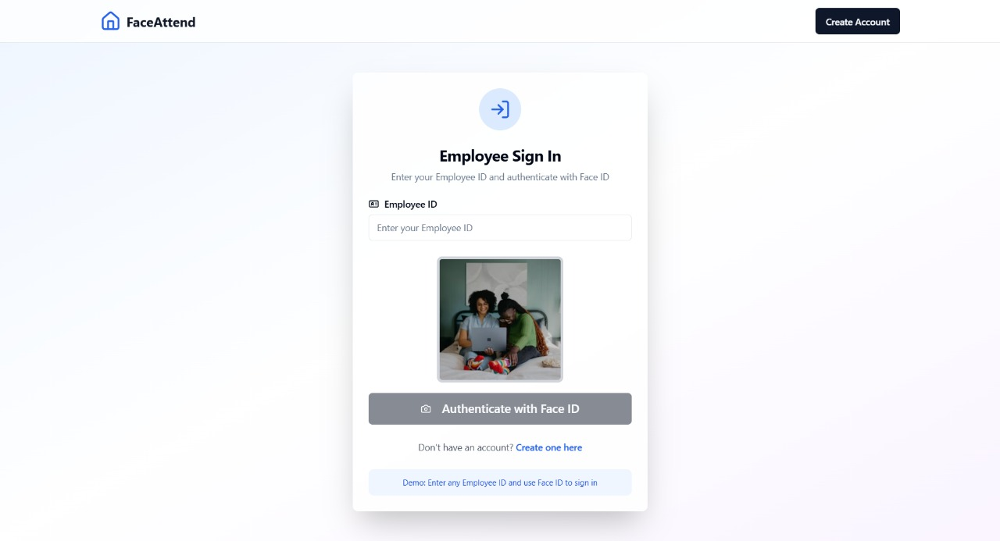 FaceAttend
Create Account
Employee Sign In
Enter your Employee ID and authenticate with Face ID
Employee ID
Enter your Employee ID
Authenticate with Face ID
Don't have an account? Create one here
Demo: Enter any Employee ID and use Face ID to sign in